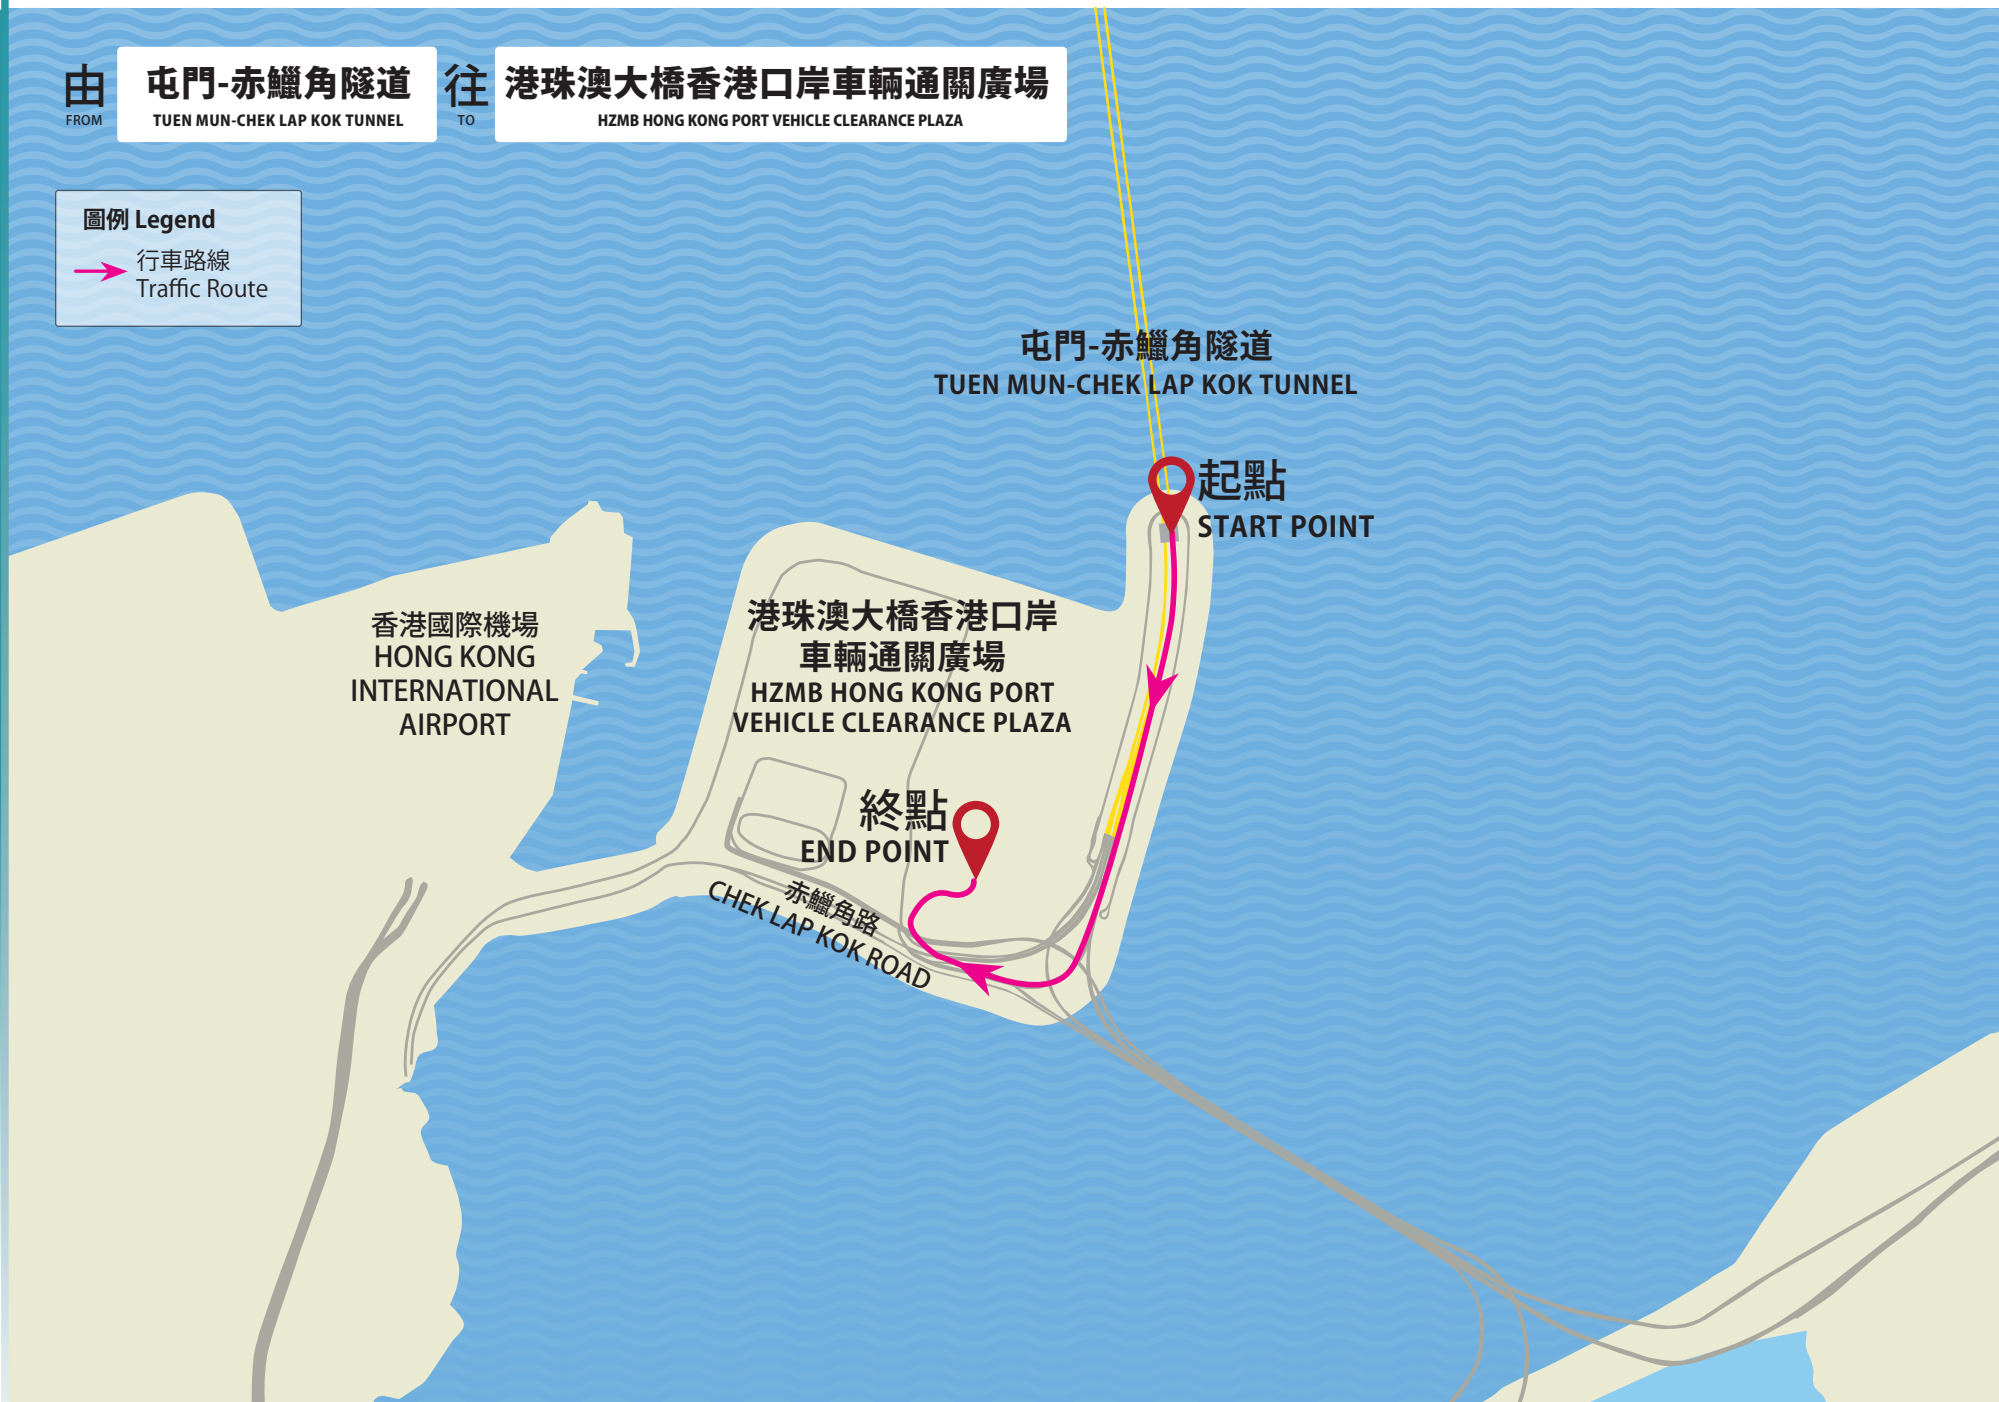 由
FROM
屯門-赤鱲角隧道
TUEN MUN-CHEK LAP KOK TUNNEL
往
TO
港珠澳大橋香港口岸車輛通關廣場
HZMB HONG KONG PORT VEHICLE CLEARANCE PLAZA
圖例 Legend
行車路線
Traffic Route
屯門-赤鱲角隧道
TUEN MUN-CHEK LAP KOK TUNNEL
起點
START POINT
香港國際機場
HONG KONG
INTERNATIONAL
AIRPORT
港珠澳大橋香港口岸
車輛通關廣場
HZMB HONG KONG PORT
VEHICLE CLEARANCE PLAZA
終點
END POINT
赤鱲角路
CHEK LAP KOK ROAD